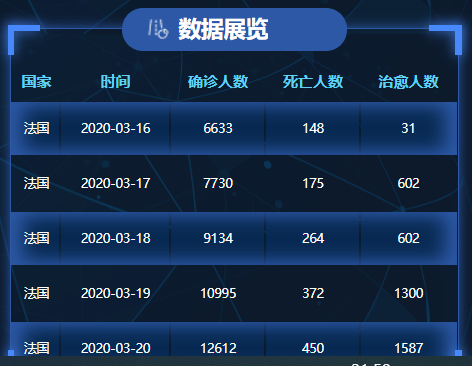 数据展览
国家 时间 确诊人数 死亡人数 治愈人数
法国 2020-03-16 6633 148 31
法国 2020-03-17 7730 175 602
法国 2020-03-18 9134 264 602
法国 2020-03-19 10995 372 1300
法国 2020-03-20 12612 450 1587